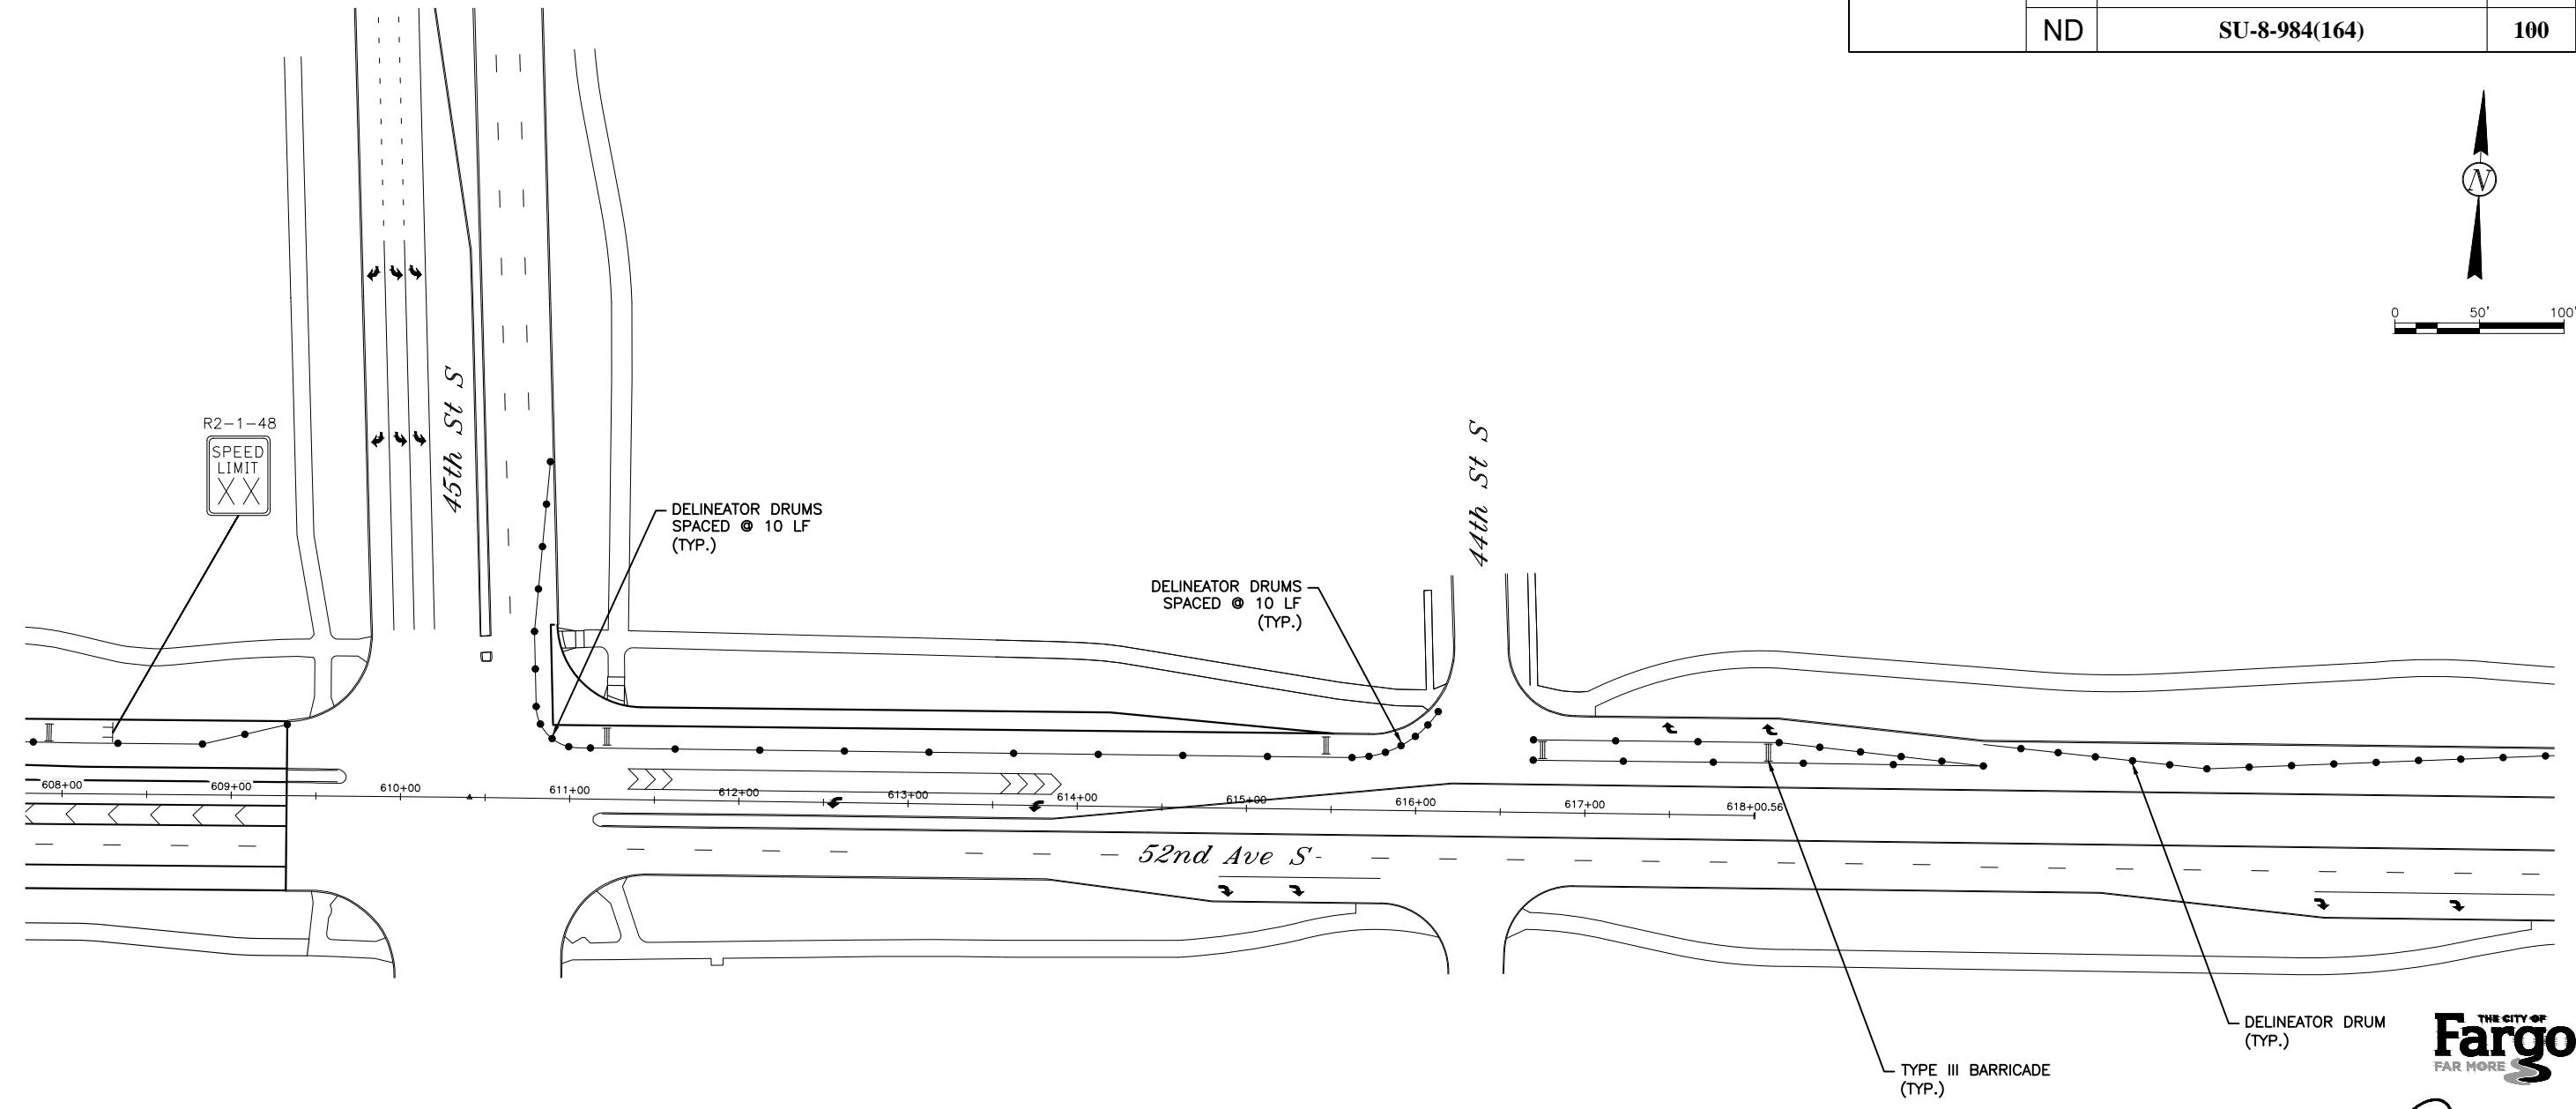 ND SU-8-984(164) 100
N
0 50' 100'
R2-1-48
SPEED
LIMIT
XX
45th St S
44th St S
DELINEATOR DRUMS
SPACED @ 10 LF
(TYP.)
DELINEATOR DRUMS
SPACED @ 10 LF
(TYP.)
608+00 609+00 610+00 611+00 612+00 613+00 614+00 615+00 616+00 617+00 618+00.56
52nd Ave S
DELINEATOR DRUM
(TYP.)
TYPE III BARRICADE
(TYP.)
THE CITY OF
Fargo
FAR MORE